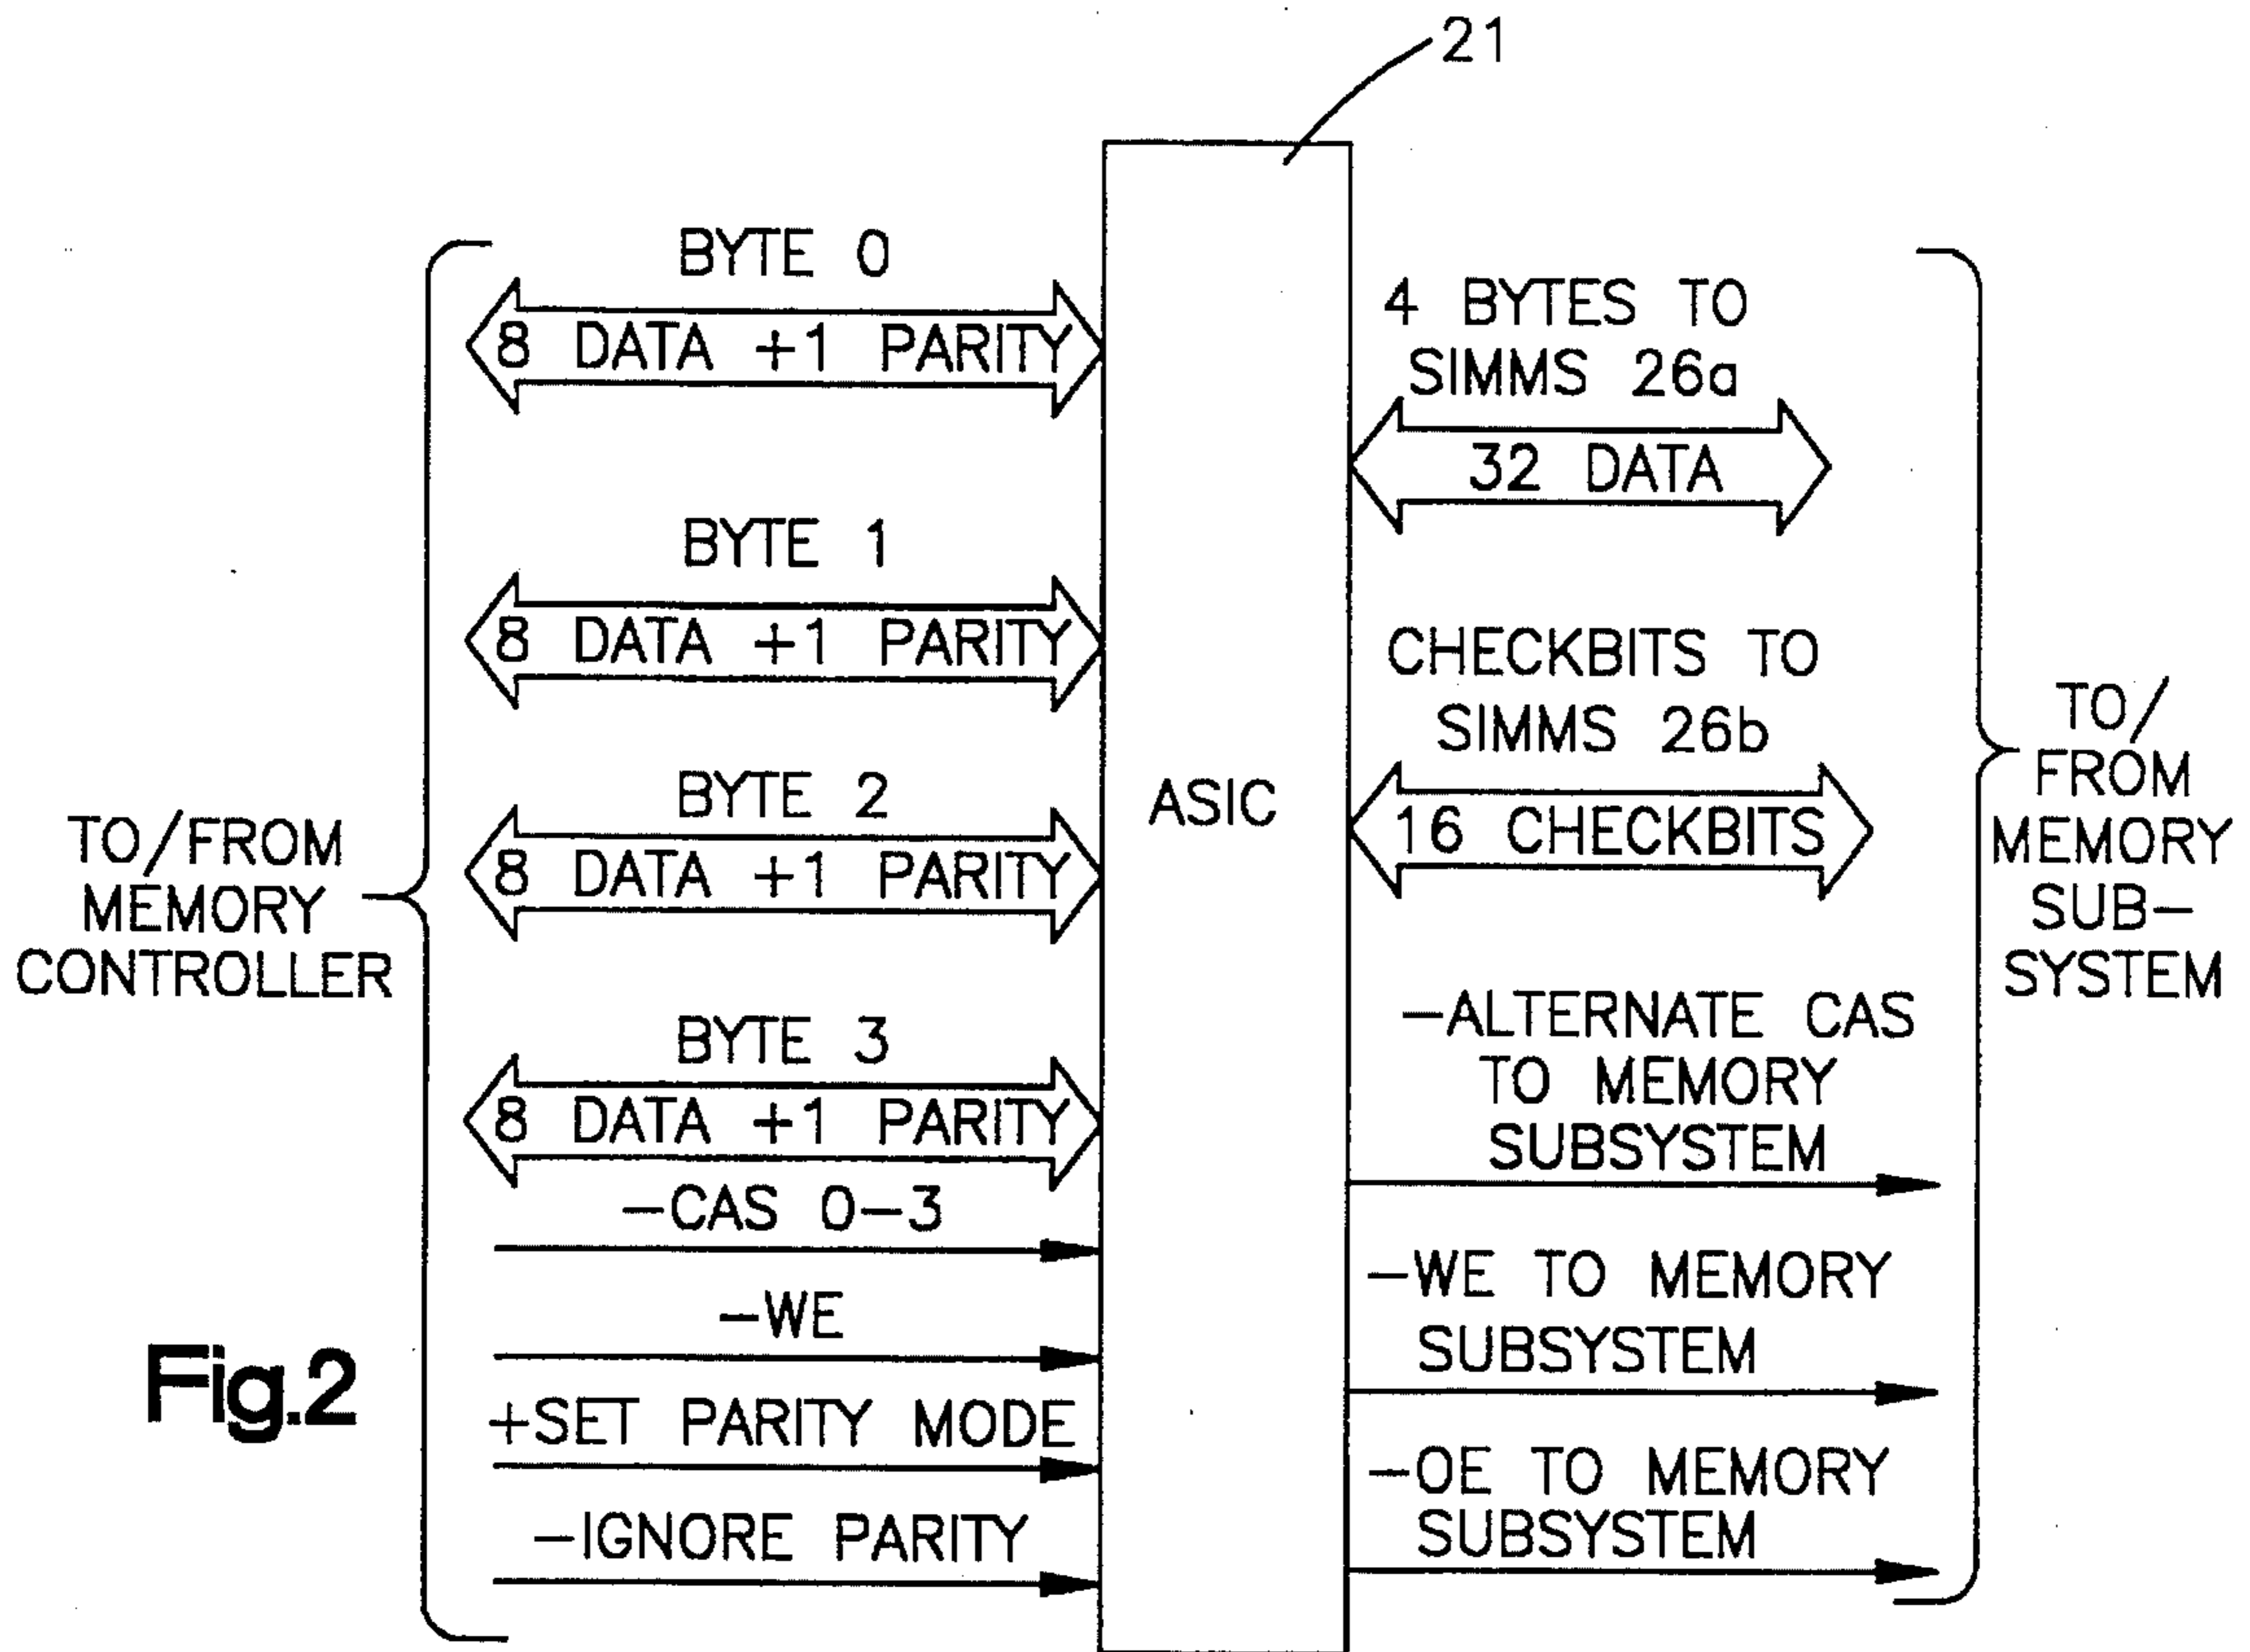 21
BYTE 0
8 DATA +1 PARITY
BYTE 1
8 DATA +1 PARITY
BYTE 2
8 DATA +1 PARITY
BYTE 3
8 DATA +1 PARITY
-CAS 0-3
-WE
+SET PARITY MODE
-IGNORE PARITY
TO/FROM
MEMORY
CONTROLLER
Fig.2
ASIC
4 BYTES TO
SIMMS 26a
32 DATA
CHECKBITS TO
SIMMS 26b
16 CHECKBITS
-ALTERNATE CAS
TO MEMORY
SUBSYSTEM
-WE TO MEMORY
SUBSYSTEM
-OE TO MEMORY
SUBSYSTEM
TO/
FROM
MEMORY
SUB-
SYSTEM